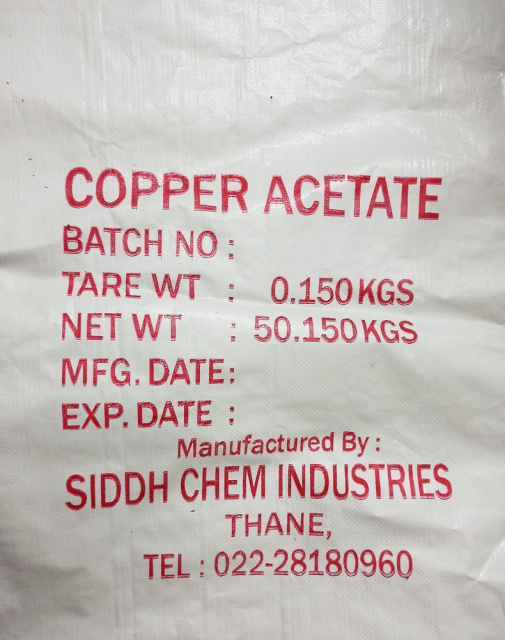 COPPER ACETATE
BATCH NO :
TARE WT : 0.150 KGS
NET WT : 50.150 KGS
MFG. DATE:
EXP. DATE :
Manufactured By :
SIDDH CHEM INDUSTRIES
THANE,
TEL : 022-28180960